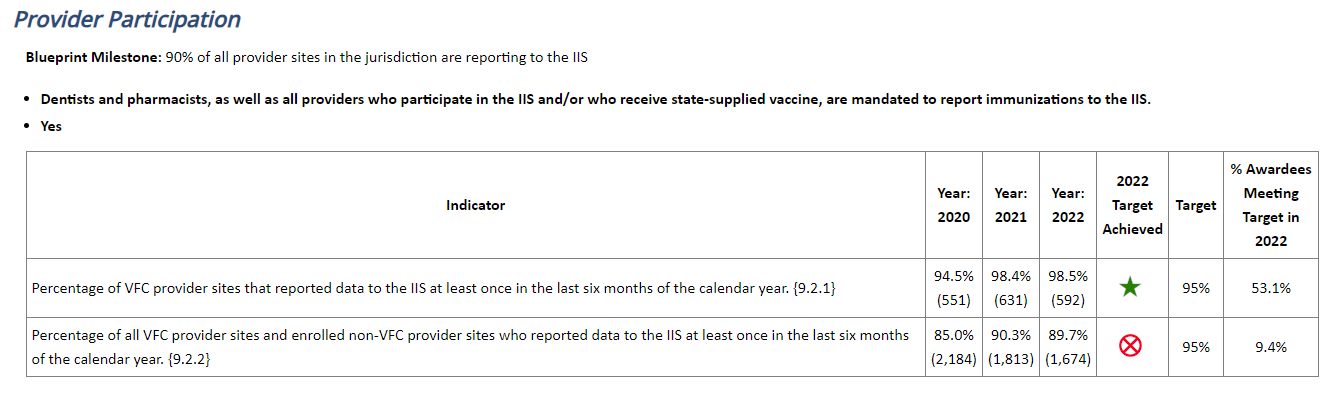 Provider Participation
Blueprint Milestone: 90% of all provider sites in the jurisdiction are reporting to the IIS
• Dentists and pharmacists, as well as all providers who participate in the IIS and/or who receive state-supplied vaccine, are mandated to report immunizations to the IIS.
• Yes
Indicator
Year:
2020
Year:
2021
Year:
2022
2022
Target
Achieved
Target
% Awardees
Meeting
Target in
2022
Percentage of VFC provider sites that reported data to the IIS at least once in the last six months of the calendar year. {9.2.1}
94.5%
(551)
98.4%
(631)
98.5%
(592)
95%
53.1%
Percentage of all VFC provider sites and enrolled non-VFC provider sites who reported data to the IIS at least once in the last six months
of the calendar year. {9.2.2}
85.0%
(2,184)
90.3%
(1,813)
89.7%
(1,674)
95%
9.4%